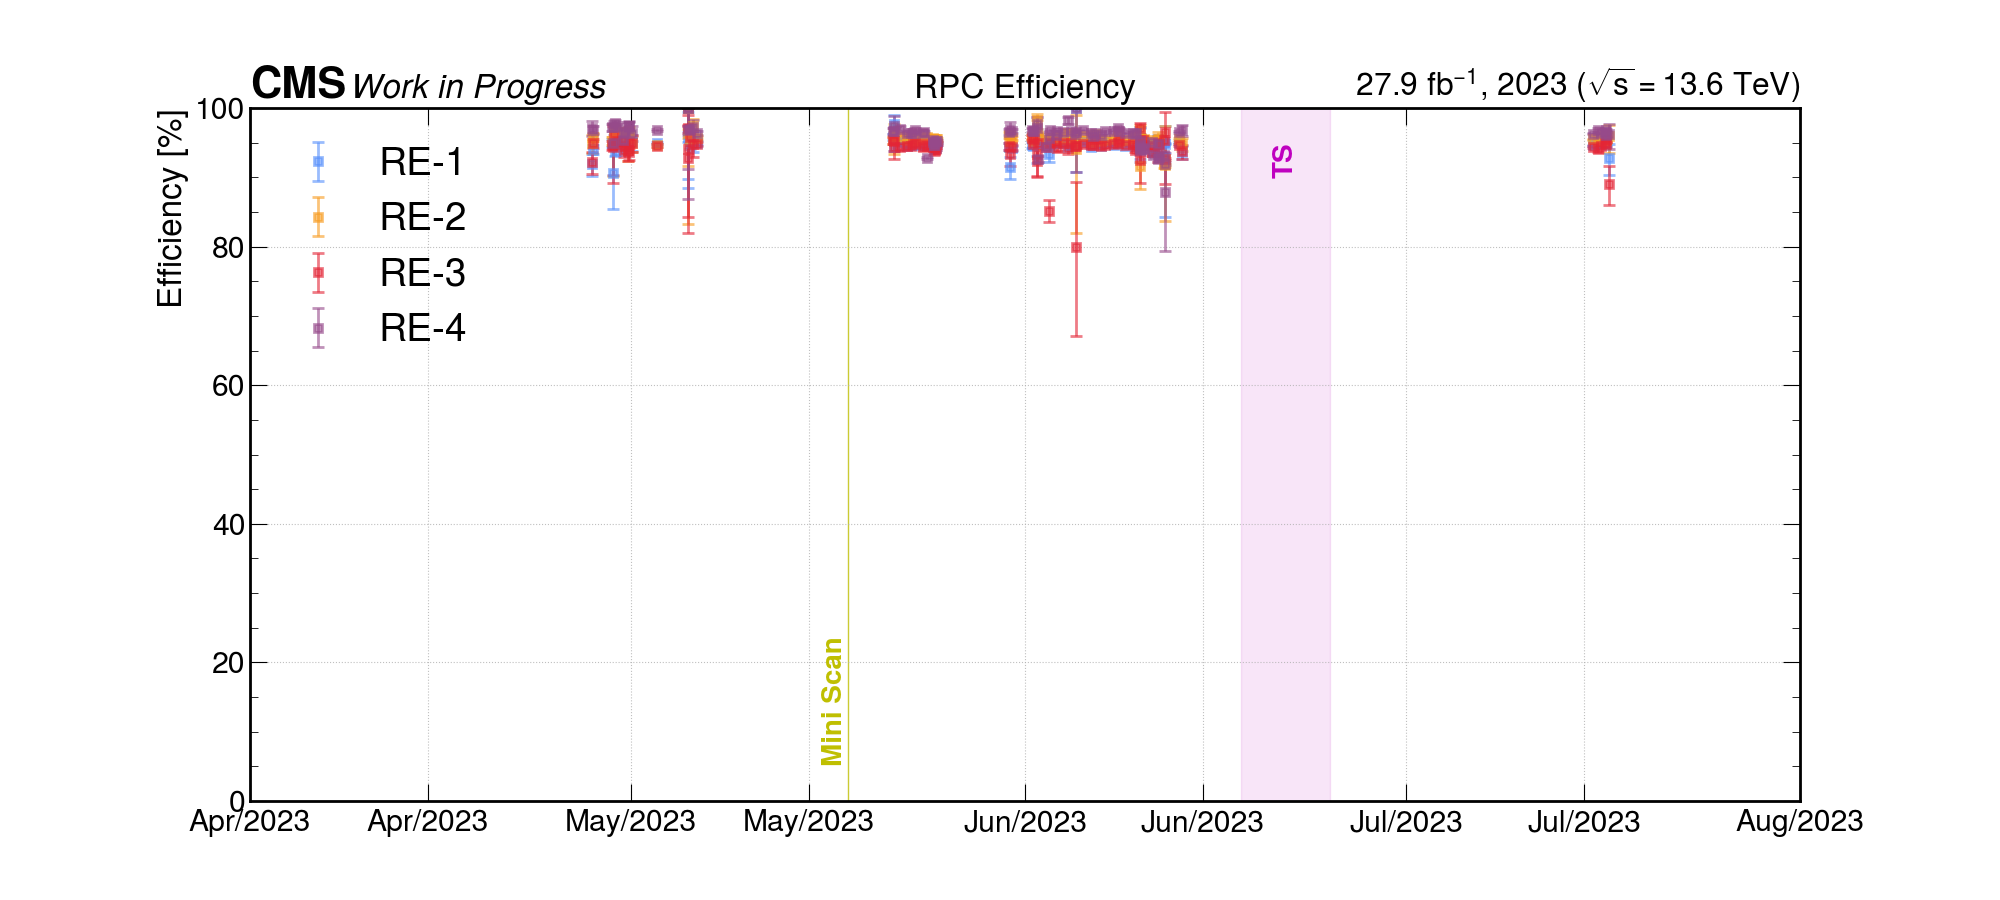 CMS Work in Progress
RPC Efficiency
27.9 fb⁻¹, 2023 (√s = 13.6 TeV)
Efficiency [%]
100
80
60
40
20
0
RE-1
RE-2
RE-3
RE-4
Mini Scan
TS
Apr/2023 Apr/2023 May/2023 May/2023 Jun/2023 Jun/2023 Jul/2023 Jul/2023 Aug/2023